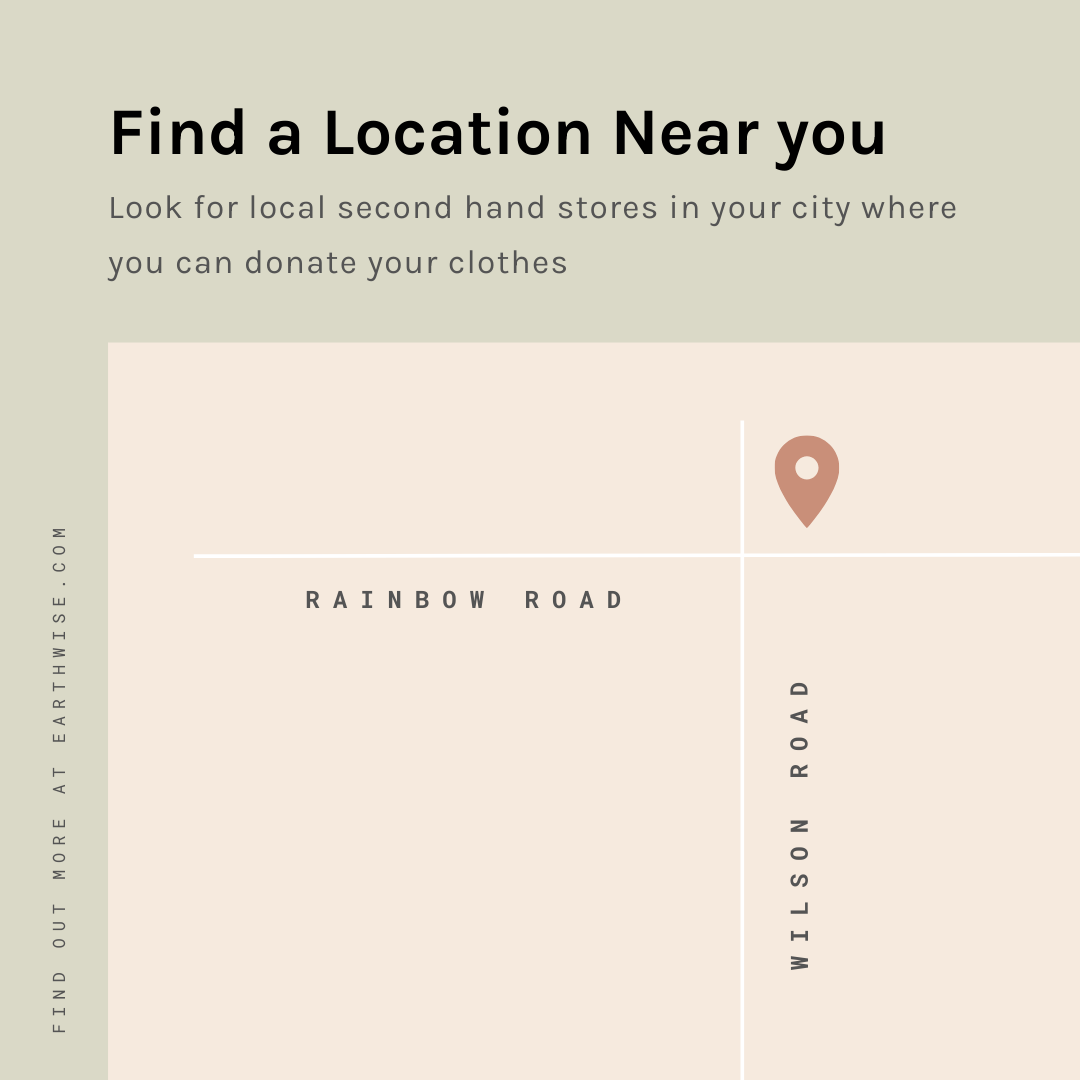 Find a Location Near you
Look for local second hand stores in your city where
you can donate your clothes
RAINBOW ROAD
WILSON ROAD
FIND OUT MORE AT EARTHWISE.COM